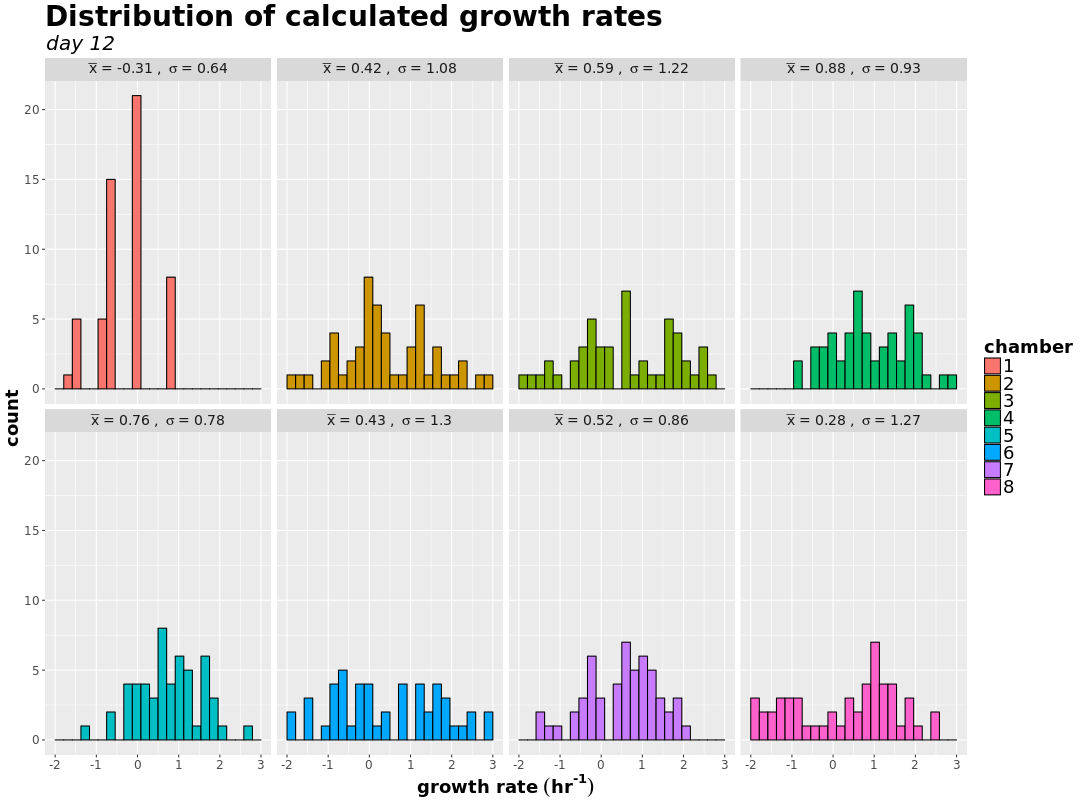 Distribution of calculated growth rates
day 12
x̅ = -0.31 , σ = 0.64
x̅ = 0.42 , σ = 1.08
x̅ = 0.59 , σ = 1.22
x̅ = 0.88 , σ = 0.93
20
15
10
5
0
count
x̅ = 0.76 , σ = 0.78
x̅ = 0.43 , σ = 1.3
x̅ = 0.52 , σ = 0.86
x̅ = 0.28 , σ = 1.27
20
15
10
5
0
-2 -1 0 1 2 3
-2 -1 0 1 2 3
-2 -1 0 1 2 3
-2 -1 0 1 2 3
growth rate (hr⁻¹)
chamber
1
2
3
4
5
6
7
8